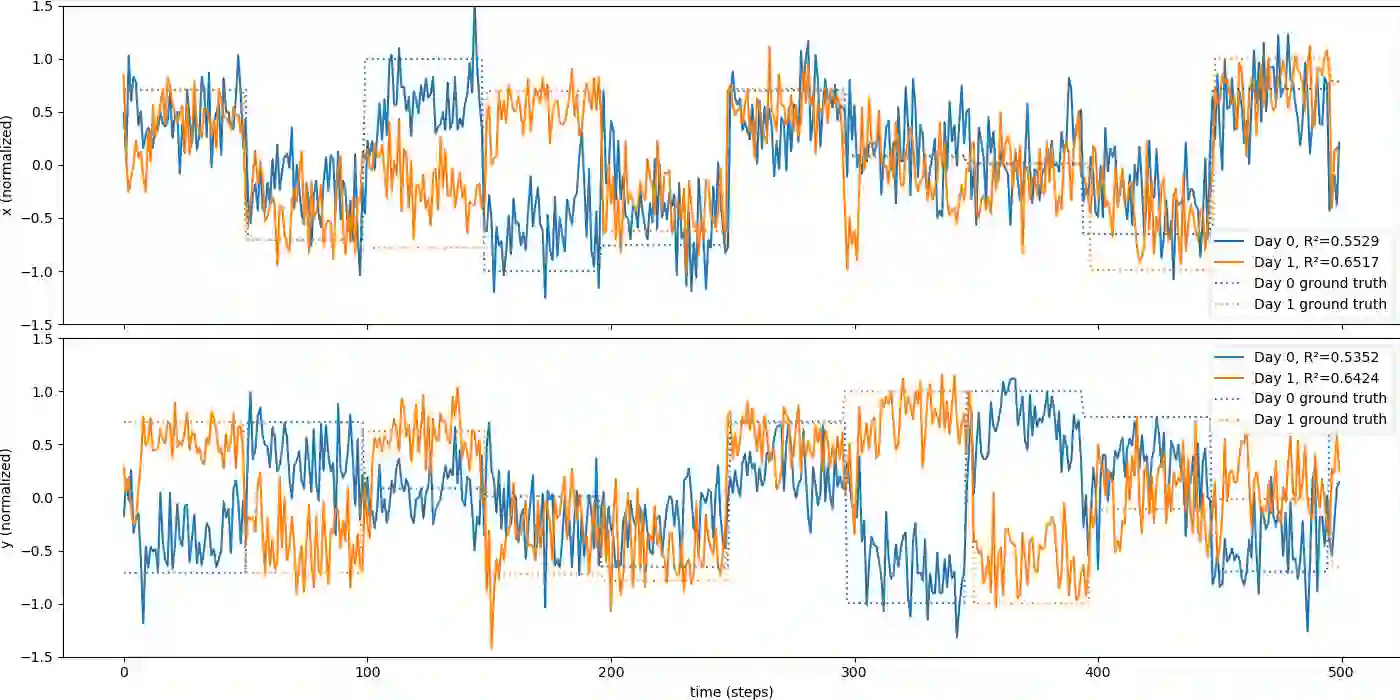 1.5
1.0
0.5
0.0
−0.5
−1.0
−1.5
x (normalized)
Day 0, R²=0.5529
Day 1, R²=0.6517
Day 0 ground truth
Day 1 ground truth
0
100
200
300
400
500
1.5
1.0
0.5
0.0
−0.5
−1.0
−1.5
y (normalized)
Day 0, R²=0.5352
Day 1, R²=0.6424
Day 0 ground truth
Day 1 ground truth
time (steps)